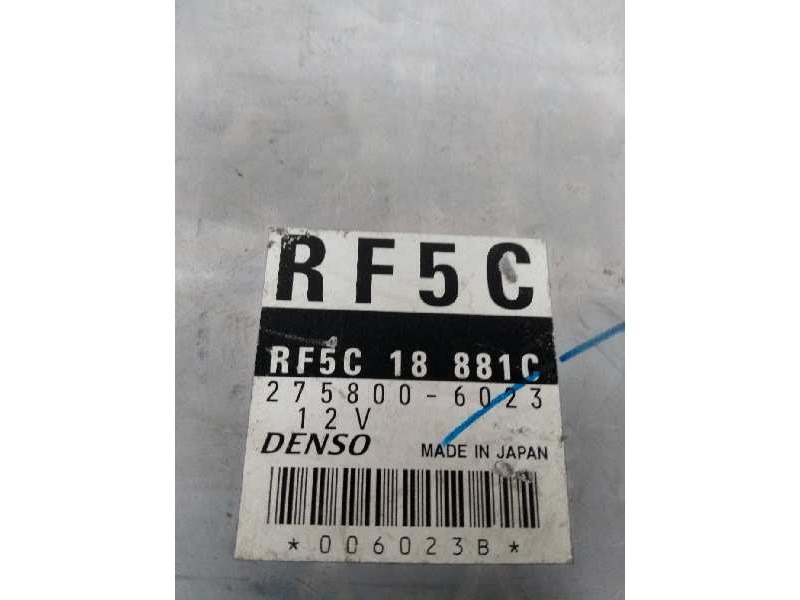 RF5C
RF5C 18 881C
275800-6023
12V
DENSO MADE IN JAPAN
*006023B*